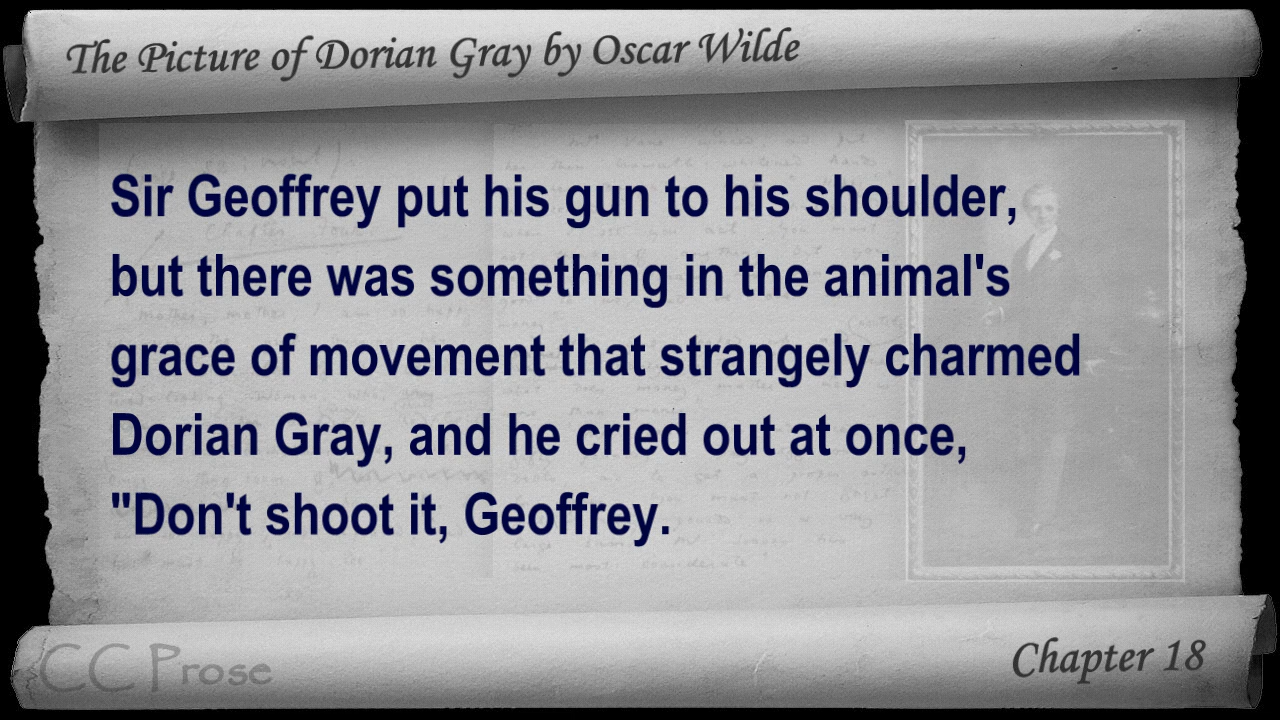 The Picture of Dorian Gray by Oscar Wilde
Sir Geoffrey put his gun to his shoulder,
but there was something in the animal's
grace of movement that strangely charmed
Dorian Gray, and he cried out at once,
"Don't shoot it, Geoffrey.
CC Prose
Chapter 18